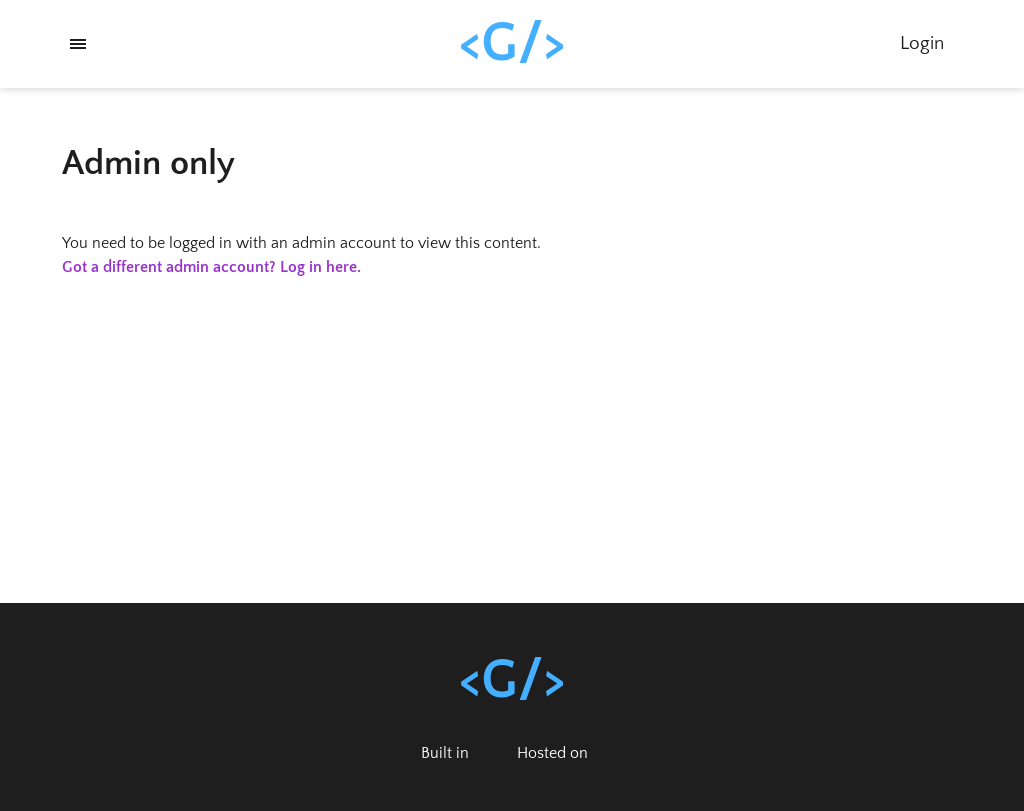 <G/>
Login
Admin only
You need to be logged in with an admin account to view this content.
Got a different admin account? Log in here.
<G/>
Built in
Hosted on